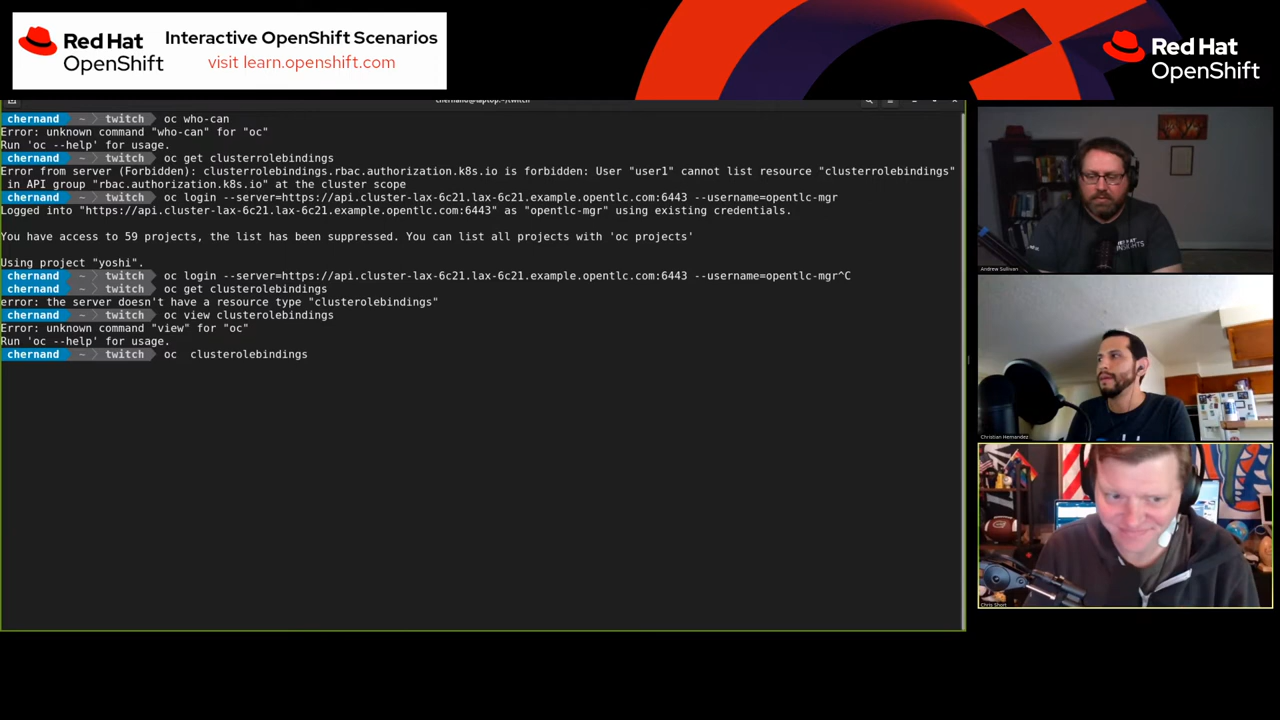 Red Hat
OpenShift
Interactive OpenShift Scenarios
visit learn.openshift.com
Red Hat
OpenShift
chernand@laptop:~/twitch
chernand ~ twitch oc who-can
Error: unknown command "who-can" for "oc"
Run 'oc --help' for usage.
chernand ~ twitch oc get clusterrolebindings
Error from server (Forbidden): clusterrolebindings.rbac.authorization.k8s.io is forbidden: User "user1" cannot list resource "clusterrolebindings"
in API group "rbac.authorization.k8s.io" at the cluster scope
chernand ~ twitch oc login --server=https://api.cluster-lax-6c21.lax-6c21.example.opentlc.com:6443 --username=opentlc-mgr
Logged into "https://api.cluster-lax-6c21.lax-6c21.example.opentlc.com:6443" as "opentlc-mgr" using existing credentials.
You have access to 59 projects, the list has been suppressed. You can list all projects with 'oc projects'
Using project "yoshi".
chernand ~ twitch oc login --server=https://api.cluster-lax-6c21.lax-6c21.example.opentlc.com:6443 --username=opentlc-mgr^C
chernand ~ twitch oc get clusterolebindings
error: the server doesn't have a resource type "clusterolebindings"
chernand ~ twitch oc view clusterolebindings
Error: unknown command "view" for "oc"
Run 'oc --help' for usage.
chernand ~ twitch oc  clusterolebindings
Andrew Sullivan
Christian Hernandez
Chris Short